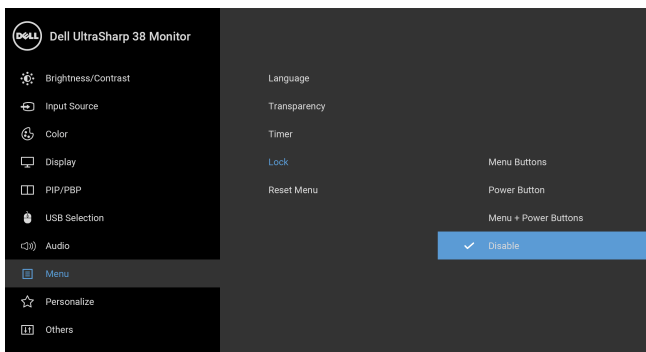 DELL Dell UltraSharp 38 Monitor
Brightness/Contrast
Input Source
Color
Display
PIP/PBP
USB Selection
Audio
Menu
Personalize
Others
Language
Transparency
Timer
Lock
Reset Menu
Menu Buttons
Power Button
Menu + Power Buttons
Disable